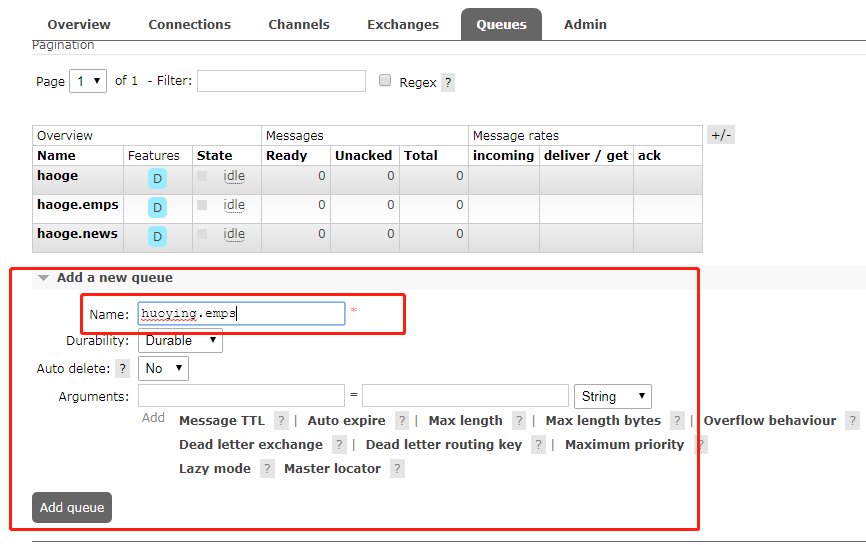 Overview Connections Channels Exchanges Queues Admin
Pagination
Page 1 of 1 - Filter: Regex ?
Overview Messages Message rates +/-
Name Features State Ready Unacked Total incoming deliver / get ack
haoge D idle 0 0 0
haoge.emps D idle 0 0 0
haoge.news D idle 0 0 0
Add a new queue
Name: huoying.emps *
Durability: Durable
Auto delete: ? No
Arguments: = String
Add Message TTL ? | Auto expire ? | Max length ? | Max length bytes ? | Overflow behaviour ?
Dead letter exchange ? | Dead letter routing key ? | Maximum priority ?
Lazy mode ? Master locator ?
Add queue